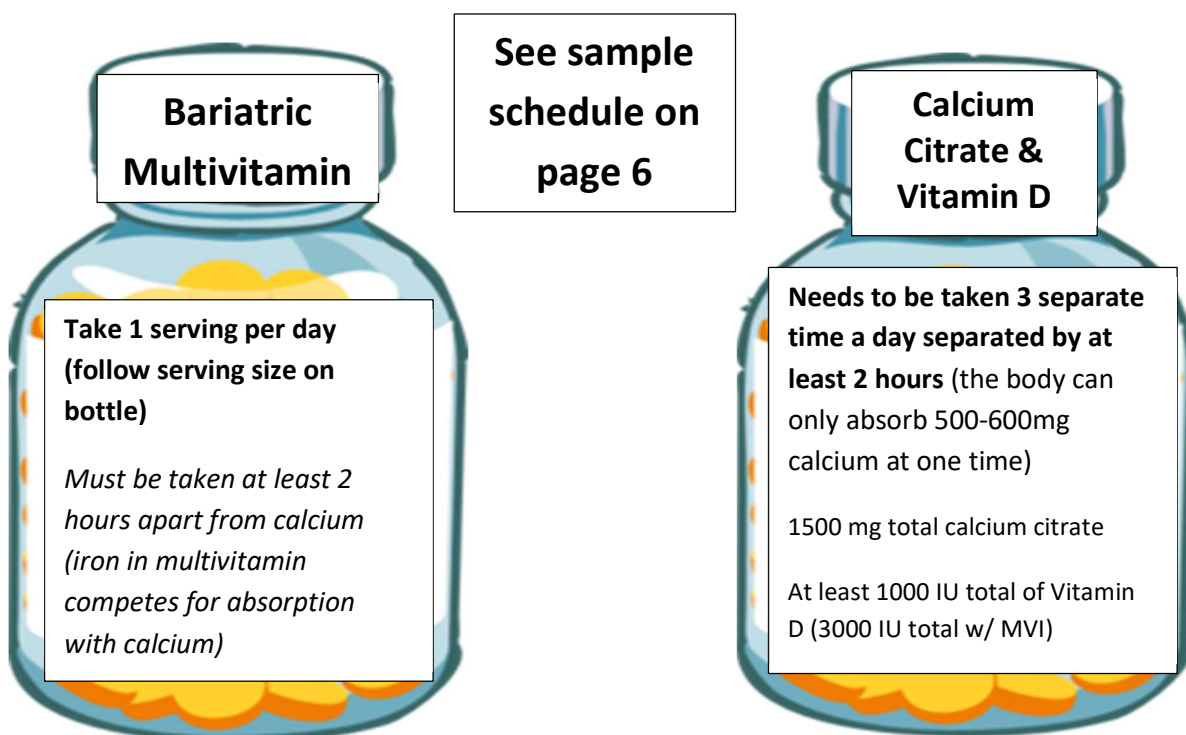 Bariatric
Multivitamin
Take 1 serving per day
(follow serving size on
bottle)
Must be taken at least 2
hours apart from calcium
(iron in multivitamin
competes for absorption
with calcium)
See sample
schedule on
page 6
Calcium
Citrate &
Vitamin D
Needs to be taken 3 separate
time a day separated by at
least 2 hours (the body can
only absorb 500-600mg
calcium at one time)
1500 mg total calcium citrate
At least 1000 IU total of Vitamin
D (3000 IU total w/ MVI)